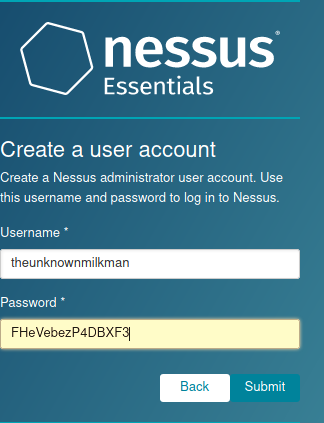 nessus®
Essentials
Create a user account
Create a Nessus administrator user account. Use
this username and password to log in to Nessus.
Username *
theunknownmilkman
Password *
FHeVebezP4DBXF3
Back Submit